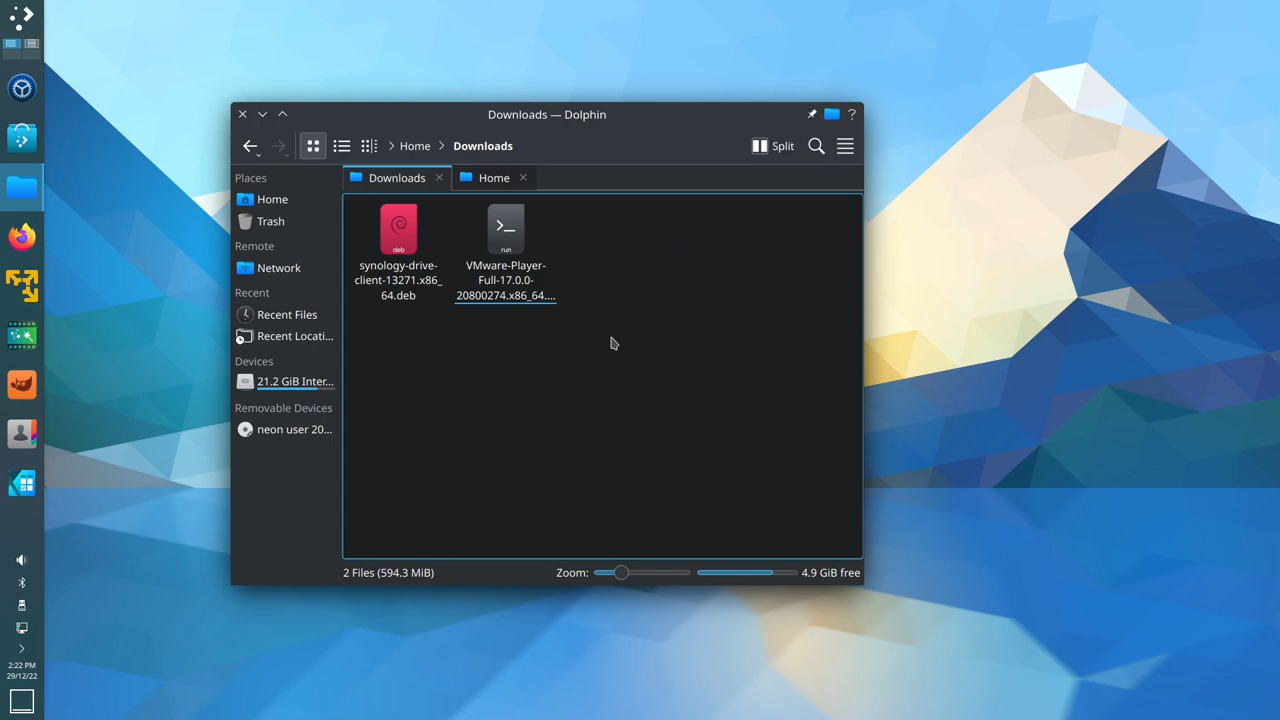 Downloads — Dolphin
?
Home
Downloads
Split
Places
Downloads
Home
Home
Trash
Remote
Network
Recent
Recent Files
Recent Locati...
Devices
21.2 GiB Inter...
Removable Devices
neon user 20...
deb
synology-drive-
client-13271.x86_
64.deb
>_
run
VMware-Player-
Full-17.0.0-
20800274.x86_64....
2 Files (594.3 MiB)
Zoom:
4.9 GiB free
2:22 PM
29/12/22